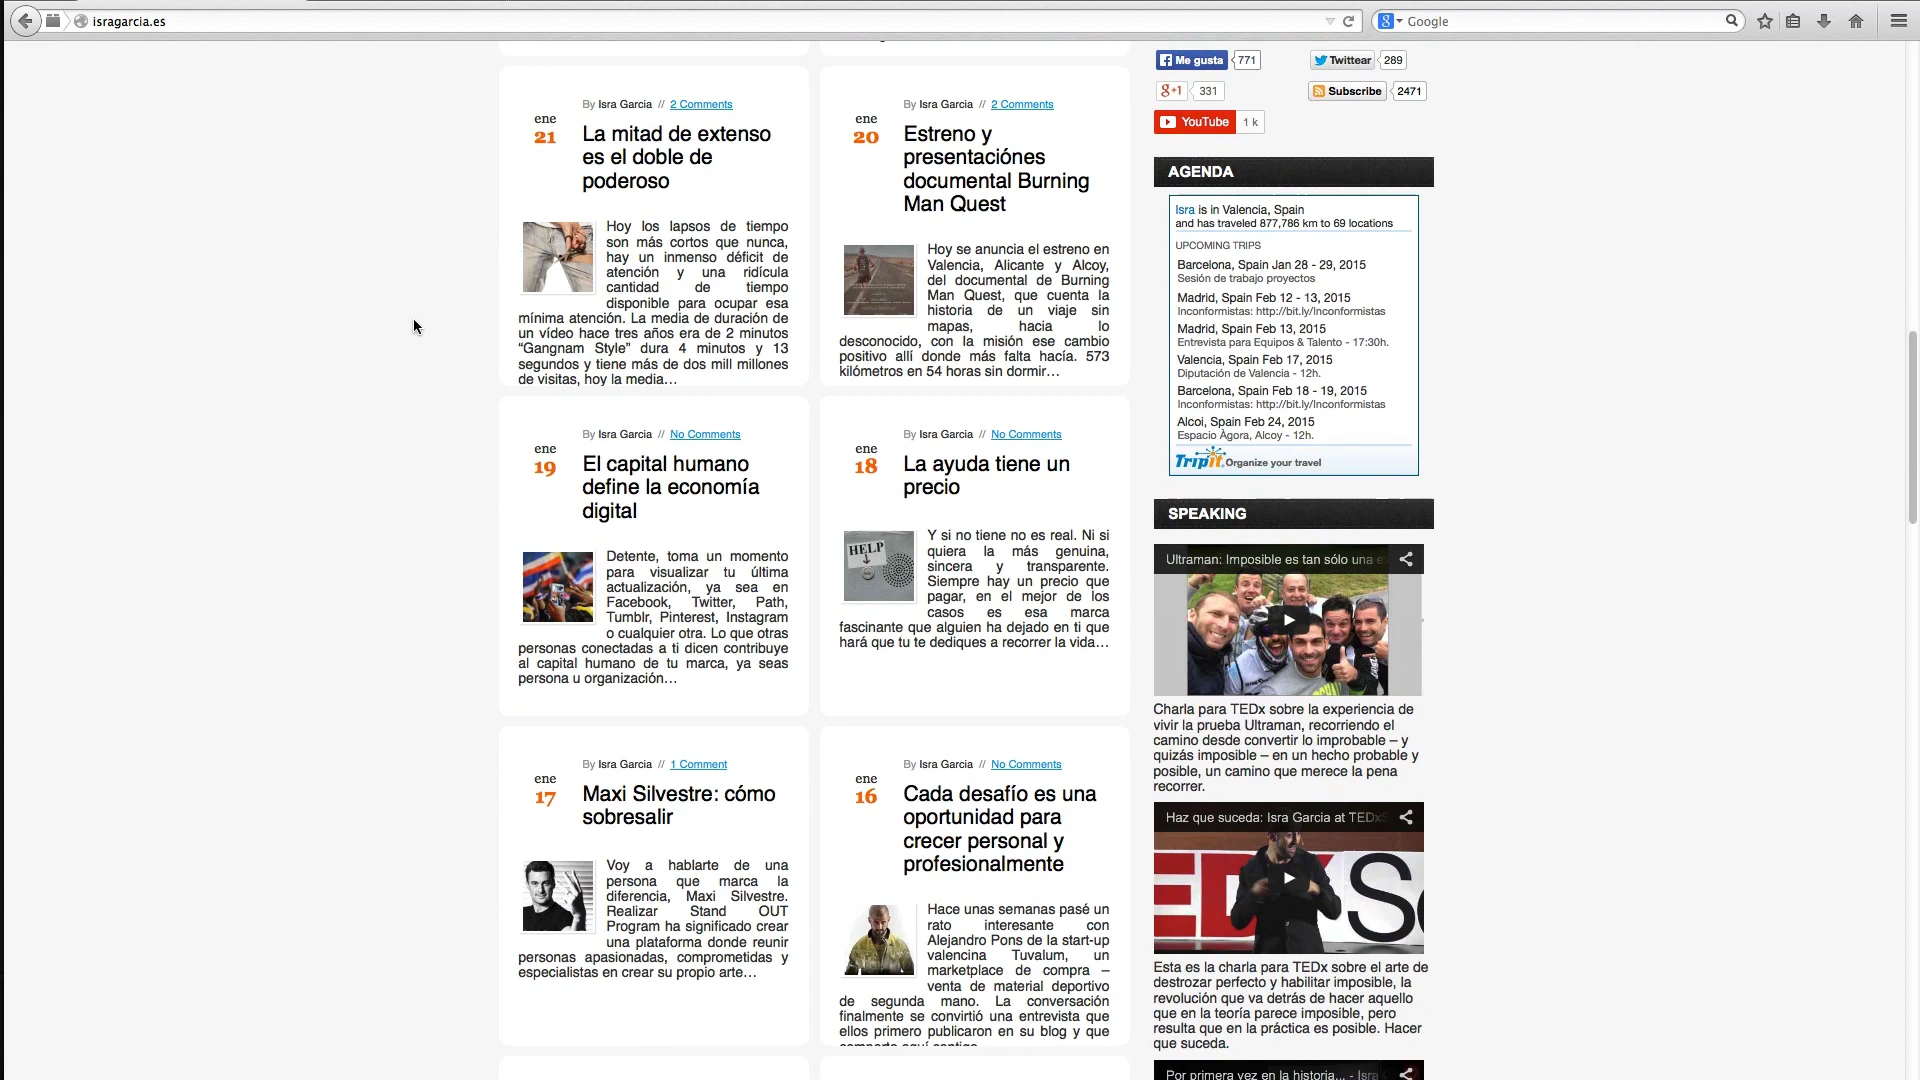 isragarcia.es
Google
By Isra Garcia // 2 Comments
ene
21
La mitad de extenso
es el doble de
poderoso
Hoy los lapsos de tiempo
son más cortos que nunca,
hay un inmenso déficit de
atención y una ridícula
cantidad de tiempo
disponible para ocupar esa
mínima atención. La media de duración de
un vídeo hace tres años era de 2 minutos
“Gangnam Style” dura 4 minutos y 13
segundos y tiene más de dos mil millones
de visitas, hoy la media…
By Isra Garcia // 2 Comments
ene
20
Estreno y
presentaciónes
documental Burning
Man Quest
Hoy se anuncia el estreno en
Valencia, Alicante y Alcoy,
del documental de Burning
Man Quest, que cuenta la
historia de un viaje sin
mapas, hacia lo
desconocido, con la misión ese cambio
positivo allí donde más falta hacía. 573
kilómetros en 54 horas sin dormir…
By Isra Garcia // No Comments
ene
19
El capital humano
define la economía
digital
Detente, toma un momento
para visualizar tu última
actualización, ya sea en
Facebook, Twitter, Path,
Tumblr, Pinterest, Instagram
o cualquier otra. Lo que otras
personas conectadas a ti dicen contribuye
al capital humano de tu marca, ya seas
persona u organización…
By Isra Garcia // No Comments
ene
18
La ayuda tiene un
precio
HELP
Y si no tiene no es real. Ni si
quiera la más genuina,
sincera y transparente.
Siempre hay un precio que
pagar, en el mejor de los
casos es esa marca
fascinante que alguien ha dejado en ti que
hará que tu te dediques a recorrer la vida…
By Isra Garcia // 1 Comment
ene
17
Maxi Silvestre: cómo
sobresalir
Voy a hablarte de una
persona que marca la
diferencia, Maxi Silvestre.
Realizar Stand OUT
Program ha significado crear
una plataforma donde reunir
personas apasionadas, comprometidas y
especialistas en crear su propio arte…
By Isra Garcia // No Comments
ene
16
Cada desafío es una
oportunidad para
crecer personal y
profesionalmente
Hace unas semanas pasé un
rato interesante con
Alejandro Pons de la start-up
valencina Tuvalum, un
marketplace de compra –
venta de material deportivo
de segunda mano. La conversación
finalmente se convirtió una entrevista que
ellos primero publicaron en su blog y que
Me gusta 771
Twittear 289
g+1 331
Subscribe 2471
YouTube 1 k
AGENDA
Isra is in Valencia, Spain
and has traveled 877,786 km to 69 locations
UPCOMING TRIPS
Barcelona, Spain Jan 28 - 29, 2015
Sesión de trabajo proyectos
Madrid, Spain Feb 12 - 13, 2015
Inconformistas: http://bit.ly/Inconformistas
Madrid, Spain Feb 13, 2015
Entrevista para Equipos & Talento - 17:30h.
Valencia, Spain Feb 17, 2015
Diputación de Valencia - 12h.
Barcelona, Spain Feb 18 - 19, 2015
Inconformistas: http://bit.ly/Inconformistas
Alcoi, Spain Feb 24, 2015
Espacio Àgora, Alcoy - 12h.
TripIt Organize your travel
SPEAKING
Ultraman: Imposible es tan sólo una
Charla para TEDx sobre la experiencia de
vivir la prueba Ultraman, recorriendo el
camino desde convertir lo improbable – y
quizás imposible – en un hecho probable y
posible, un camino que merece la pena
recorrer.
Haz que suceda: Isra Garcia at TEDxS
Esta es la charla para TEDx sobre el arte de
destrozar perfecto y habilitar imposible, la
revolución que va detrás de hacer aquello
que en la teoría parece imposible, pero
resulta que en la práctica es posible. Hacer
que suceda.
Por primera vez en la historia... - Isra